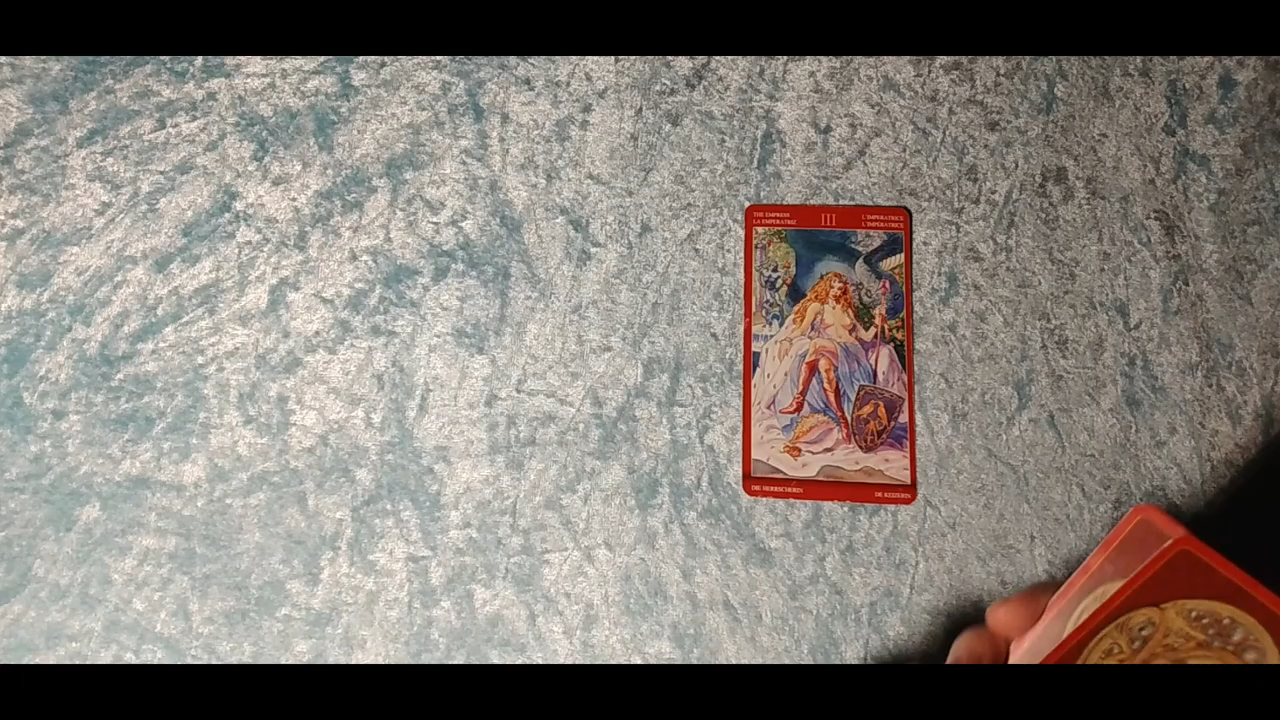 THE EMPRESS
LA EMPERATRIZ
III
L'IMPERATRICE
L'IMPÉRATRICE
DIE HERRSCHERIN
DE KEIZERIN